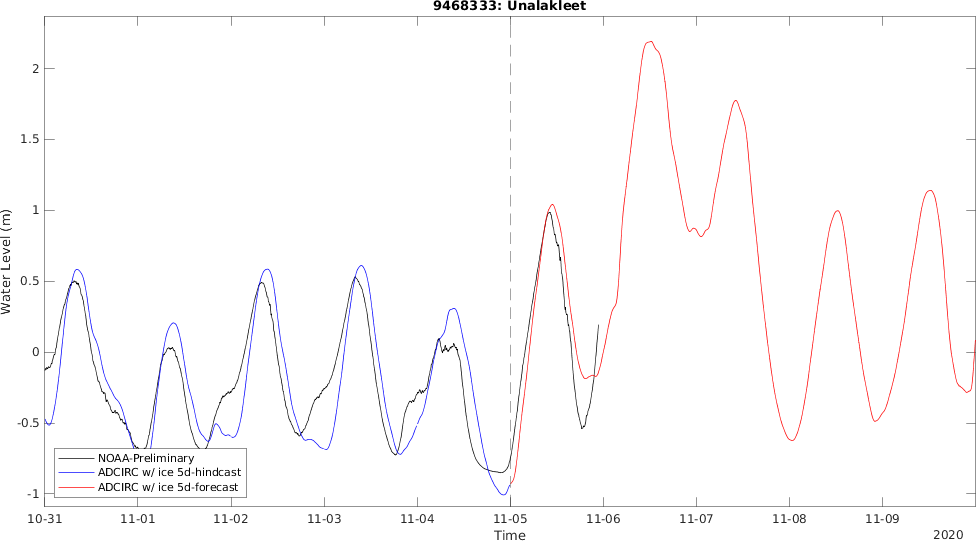 9468333: Unalakleet
Water Level (m)
2
1.5
1
0.5
0
-0.5
-1
NOAA-Preliminary
ADCIRC w/ ice 5d-hindcast
ADCIRC w/ ice 5d-forecast
10-31 11-01 11-02 11-03 11-04 11-05 11-06 11-07 11-08 11-09
Time
2020